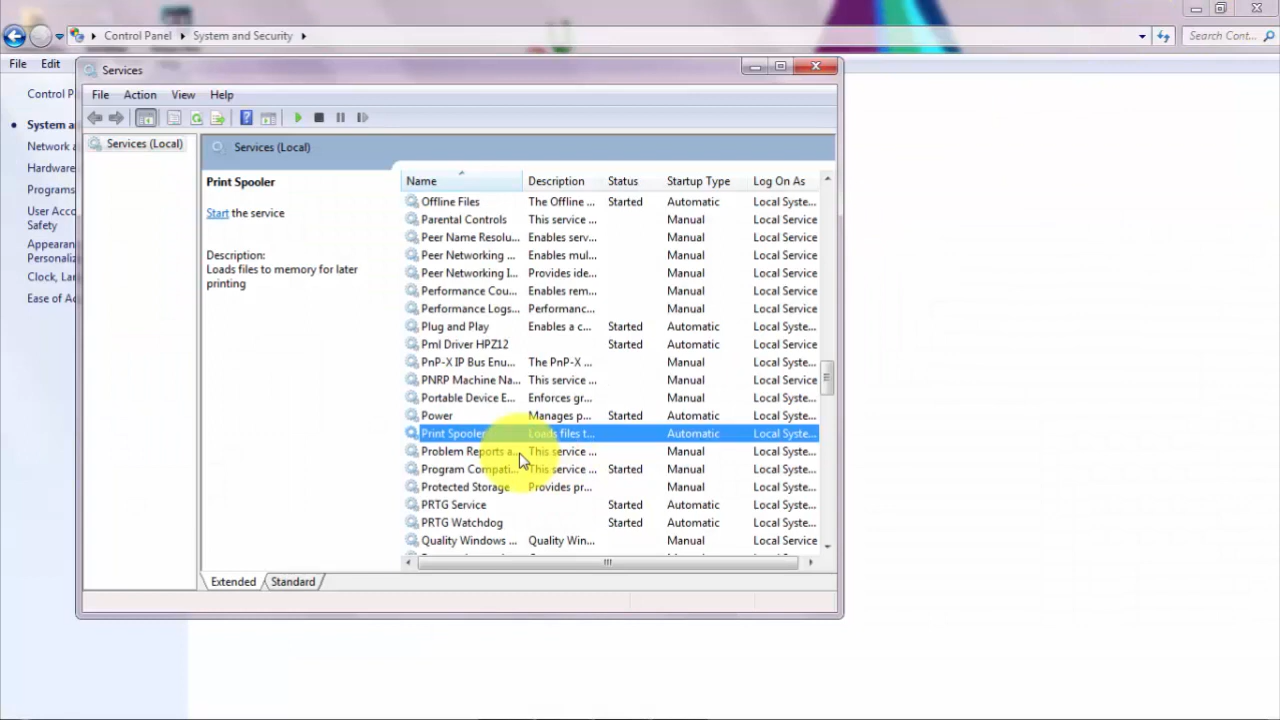 Control Panel System and Security Search Cont...
File Edit
Services
File Action View Help
Control P
System a
Network a
Hardware
Programs
User Acco
Safety
Appearan
Personaliz
Clock, Lan
Ease of Ac
Services (Local)
Services (Local)
Print Spooler
Start the service
Description:
Loads files to memory for later
printing
Name Description Status Startup Type Log On As
Offline Files The Offline ... Started Automatic Local Syste...
Parental Controls This service ... Manual Local Service
Peer Name Resolu... Enables serv... Manual Local Service
Peer Networking ... Enables mul... Manual Local Service
Peer Networking I... Provides ide... Manual Local Service
Performance Cou... Enables rem... Manual Local Service
Performance Logs... Performanc... Manual Local Service
Plug and Play Enables a c... Started Automatic Local Syste...
Pml Driver HPZ12 Started Automatic Local Service
PnP-X IP Bus Enu... The PnP-X ... Manual Local Syste...
PNRP Machine Na... This service ... Manual Local Service
Portable Device E... Enforces gr... Manual Local Syste...
Power Manages p... Started Automatic Local Syste...
Print Spooler Loads files t... Automatic Local Syste...
Problem Reports a... This service ... Manual Local Syste...
Program Compati... This service ... Started Manual Local Syste...
Protected Storage Provides pr... Manual Local Syste...
PRTG Service Started Automatic Local Syste...
PRTG Watchdog Started Automatic Local Syste...
Quality Windows ... Quality Win... Manual Local Service
Extended Standard